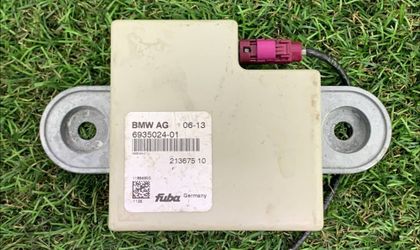 BMW AG 06-13
6935024-01
213675 10
fuba Germany